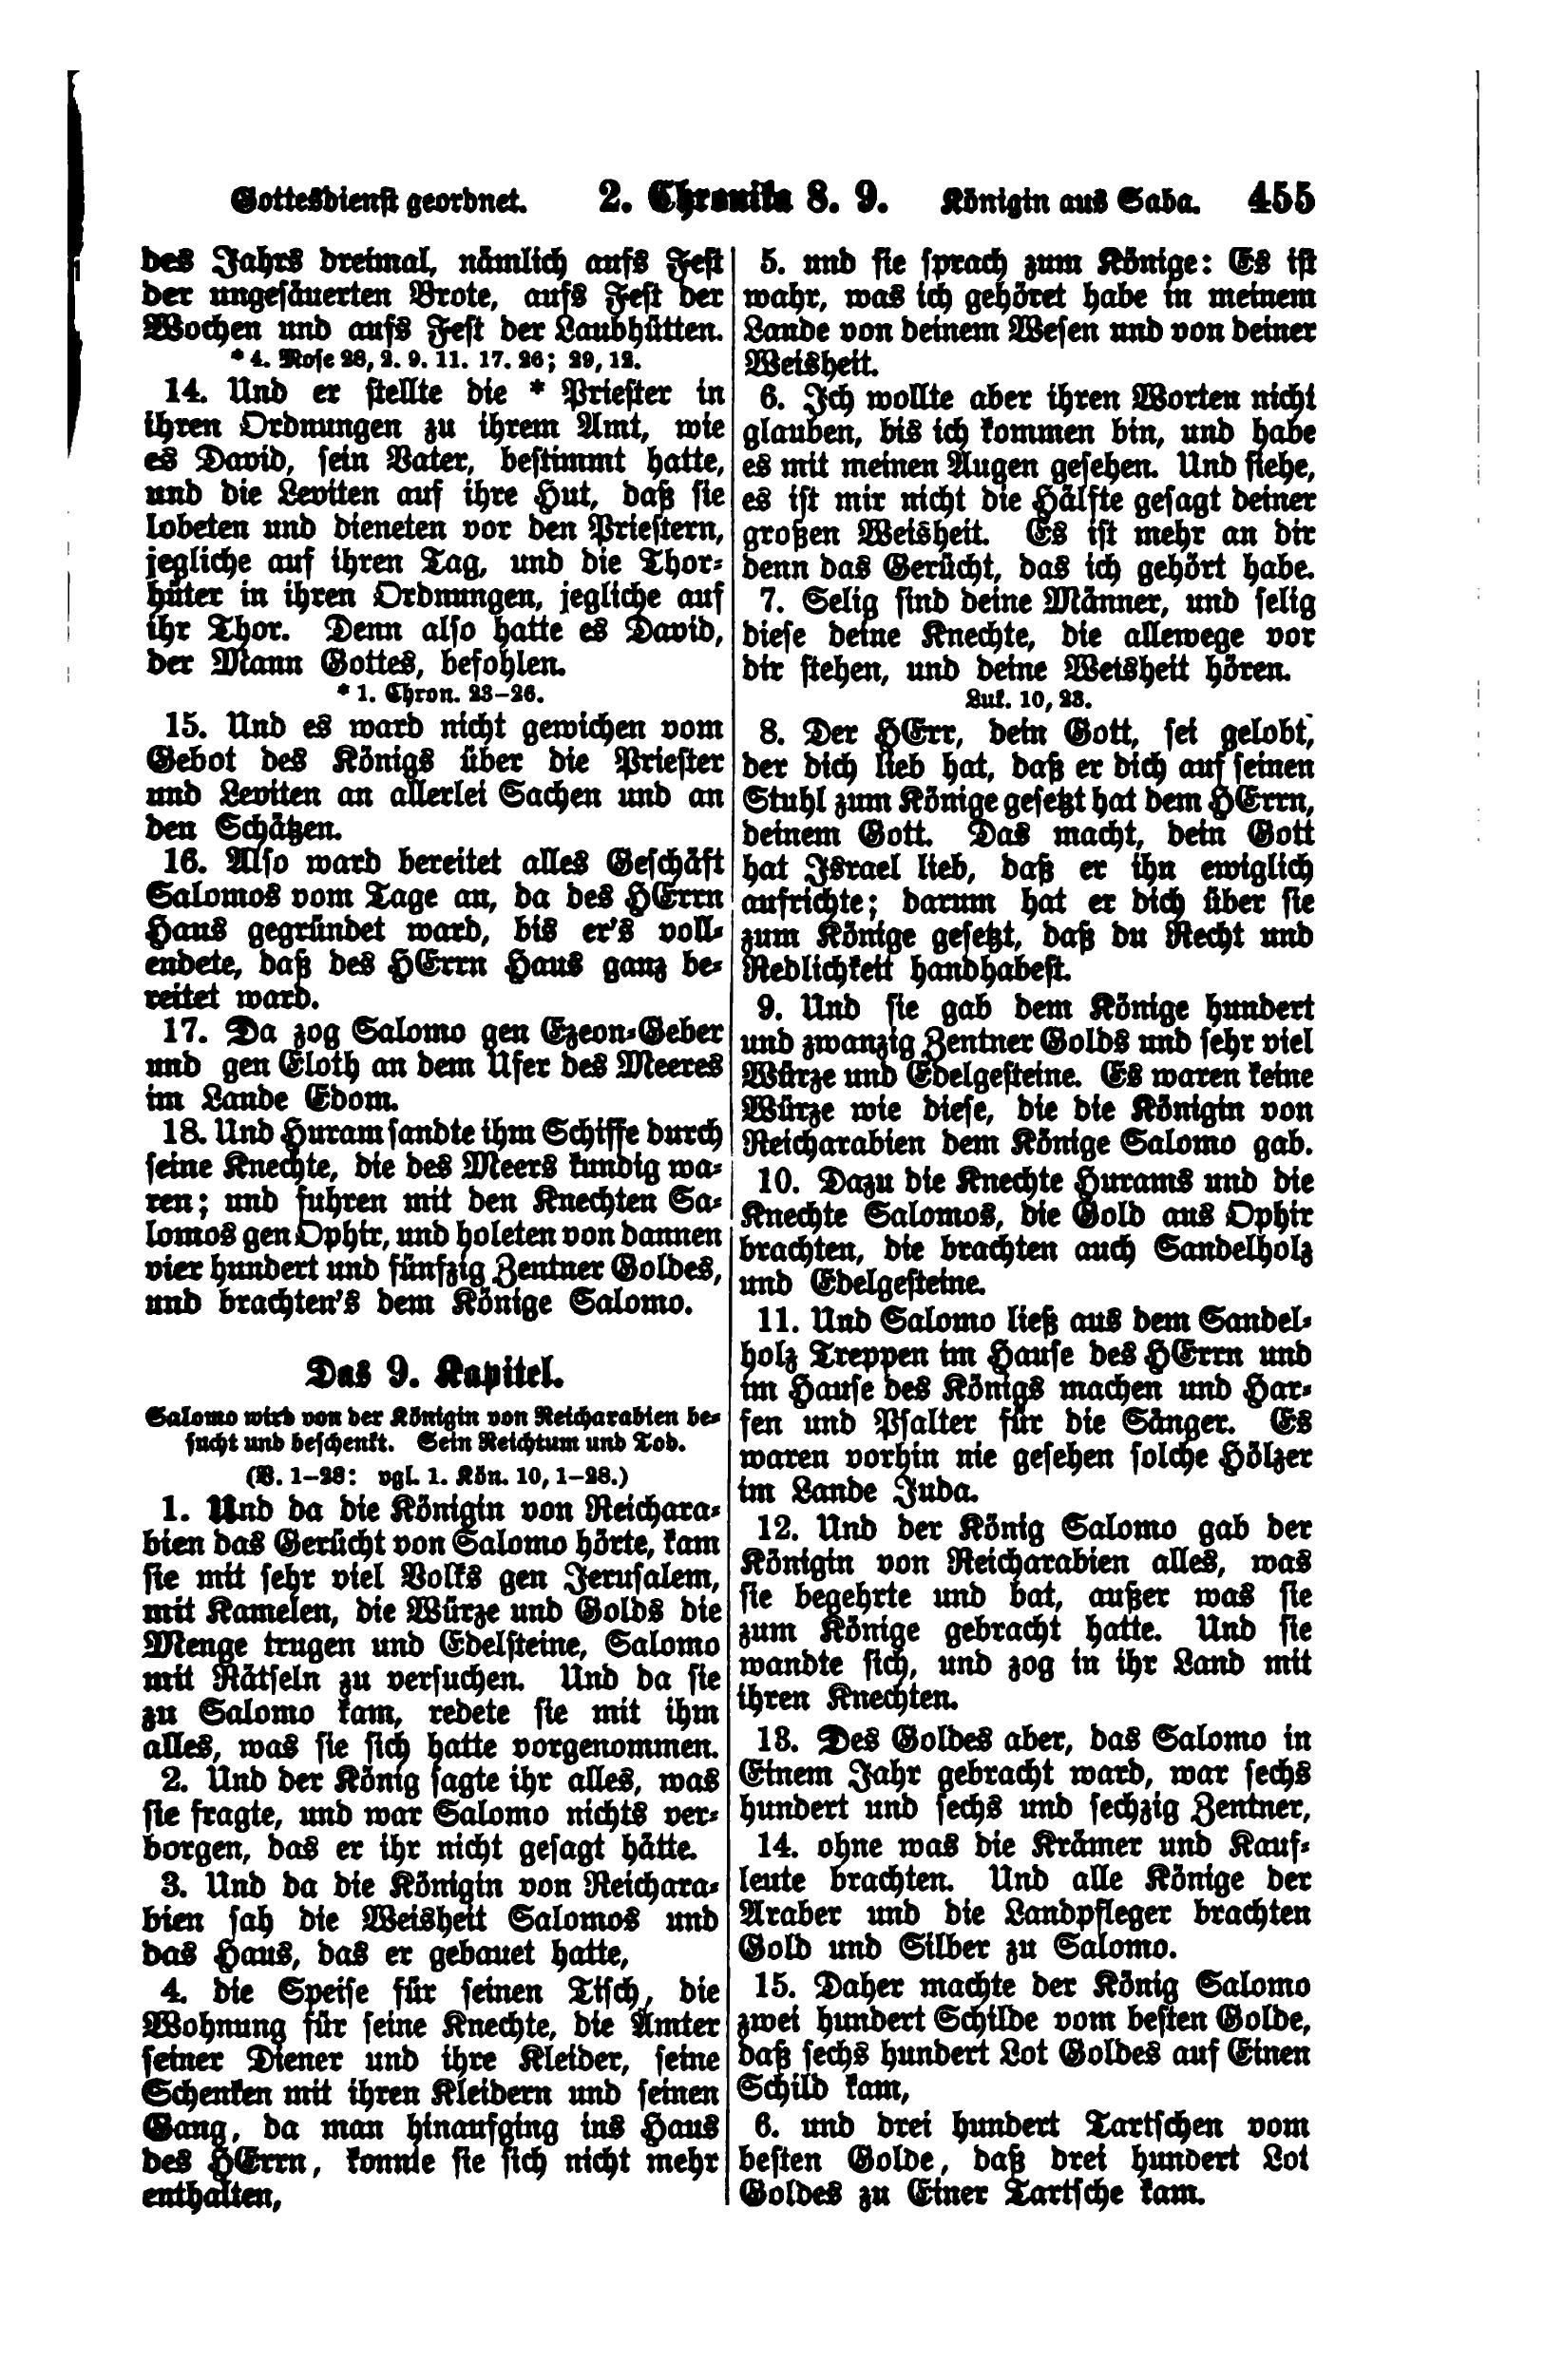 Gottesdienst geordnet. 2. Chronika 8. 9. Königin aus Saba. 455
des Jahrs dreimal, nämlich aufs Fest
der ungesäuerten Brote, aufs Fest der
Wochen und aufs Fest der Laubhütten.
* 4. Mose 28, 2. 9. 11. 17. 26; 29, 12.
14. Und er stellte die * Priester in
ihren Ordnungen zu ihrem Amt, wie
es David, sein Vater, bestimmt hatte,
und die Leviten auf ihre Hut, daß sie
lobeten und dieneten vor den Priestern,
jegliche auf ihren Tag, und die Thor-
hüter in ihren Ordnungen, jegliche auf
ihr Thor. Denn also hatte es David,
der Mann Gottes, befohlen.
* 1. Chron. 23–26.
15. Und es ward nicht gewichen vom
Gebot des Königs über die Priester
und Leviten an allerlei Sachen und an
den Schätzen.
16. Also ward bereitet alles Geschäft
Salomos vom Tage an, da des HErrn
Haus gegründet ward, bis er's voll-
endete, daß des HErrn Haus ganz be-
reitet ward.
17. Da zog Salomo gen Ezeon-Geber
und gen Eloth an dem Ufer des Meeres
im Lande Edom.
18. Und Huram sandte ihm Schiffe durch
seine Knechte, die des Meers kundig wa-
ren; und fuhren mit den Knechten Sa-
lomos gen Ophir, und holeten von dannen
vier hundert und fünfzig Zentner Goldes,
und brachten's dem Könige Salomo.
Das 9. Kapitel.
Salomo wird von der Königin von Reicharabien be-
sucht und beschenkt. Sein Reichtum und Tod.
(V. 1–28: vgl. 1. Kön. 10, 1–28.)
1. Und da die Königin von Reichara-
bien das Gerücht von Salomo hörte, kam
sie mit sehr viel Volks gen Jerusalem,
mit Kamelen, die Würze und Golds die
Menge trugen und Edelsteine, Salomo
mit Rätseln zu versuchen. Und da sie
zu Salomo kam, redete sie mit ihm
alles, was sie sich hatte vorgenommen.
2. Und der König sagte ihr alles, was
sie fragte, und war Salomo nichts ver-
borgen, das er ihr nicht gesagt hätte.
3. Und da die Königin von Reichara-
bien sah die Weisheit Salomos und
das Haus, das er gebauet hatte,
4. die Speise für seinen Tisch, die
Wohnung für seine Knechte, die Ämter
seiner Diener und ihre Kleider, seine
Schenken mit ihren Kleidern und seinen
Gang, da man hinaufging ins Haus
des HErrn, konnte sie sich nicht mehr
enthalten,
5. und sie sprach zum Könige: Es ist
wahr, was ich gehöret habe in meinem
Lande von deinem Wesen und von deiner
Weisheit.
6. Ich wollte aber ihren Worten nicht
glauben, bis ich kommen bin, und habe
es mit meinen Augen gesehen. Und siehe,
es ist mir nicht die Hälfte gesagt deiner
großen Weisheit. Es ist mehr an dir
denn das Gerücht, das ich gehört habe.
7. Selig sind deine Männer, und selig
diese deine Knechte, die allewege vor
dir stehen, und deine Weisheit hören.
Luk. 10, 23.
8. Der HErr, dein Gott, sei gelobt,
der dich lieb hat, daß er dich auf seinen
Stuhl zum Könige gesetzt hat dem HErrn,
deinem Gott. Das macht, dein Gott
hat Israel lieb, daß er ihn ewiglich
aufrichte; darum hat er dich über sie
zum Könige gesetzt, daß du Recht und
Redlichkeit handhabest.
9. Und sie gab dem Könige hundert
und zwanzig Zentner Golds und sehr viel
Würze und Edelgesteine. Es waren keine
Würze wie diese, die die Königin von
Reicharabien dem Könige Salomo gab.
10. Dazu die Knechte Hurams und die
Knechte Salomos, die Gold aus Ophir
brachten, die brachten auch Sandelholz
und Edelgesteine.
11. Und Salomo ließ aus dem Sandel-
holz Treppen im Hause des HErrn und
im Hause des Königs machen und Har-
fen und Psalter für die Sänger. Es
waren vorhin nie gesehen solche Hölzer
im Lande Juda.
12. Und der König Salomo gab der
Königin von Reicharabien alles, was
sie begehrte und bat, außer was sie
zum Könige gebracht hatte. Und sie
wandte sich, und zog in ihr Land mit
ihren Knechten.
13. Des Goldes aber, das Salomo in
Einem Jahr gebracht ward, war sechs
hundert und sechs und sechzig Zentner,
14. ohne was die Krämer und Kauf-
leute brachten. Und alle Könige der
Araber und die Landpfleger brachten
Gold und Silber zu Salomo.
15. Daher machte der König Salomo
zwei hundert Schilde vom besten Golde,
daß sechs hundert Lot Goldes auf Einen
Schild kam,
6. und drei hundert Tartschen vom
besten Golde, daß drei hundert Lot
Goldes zu Einer Tartsche kam.